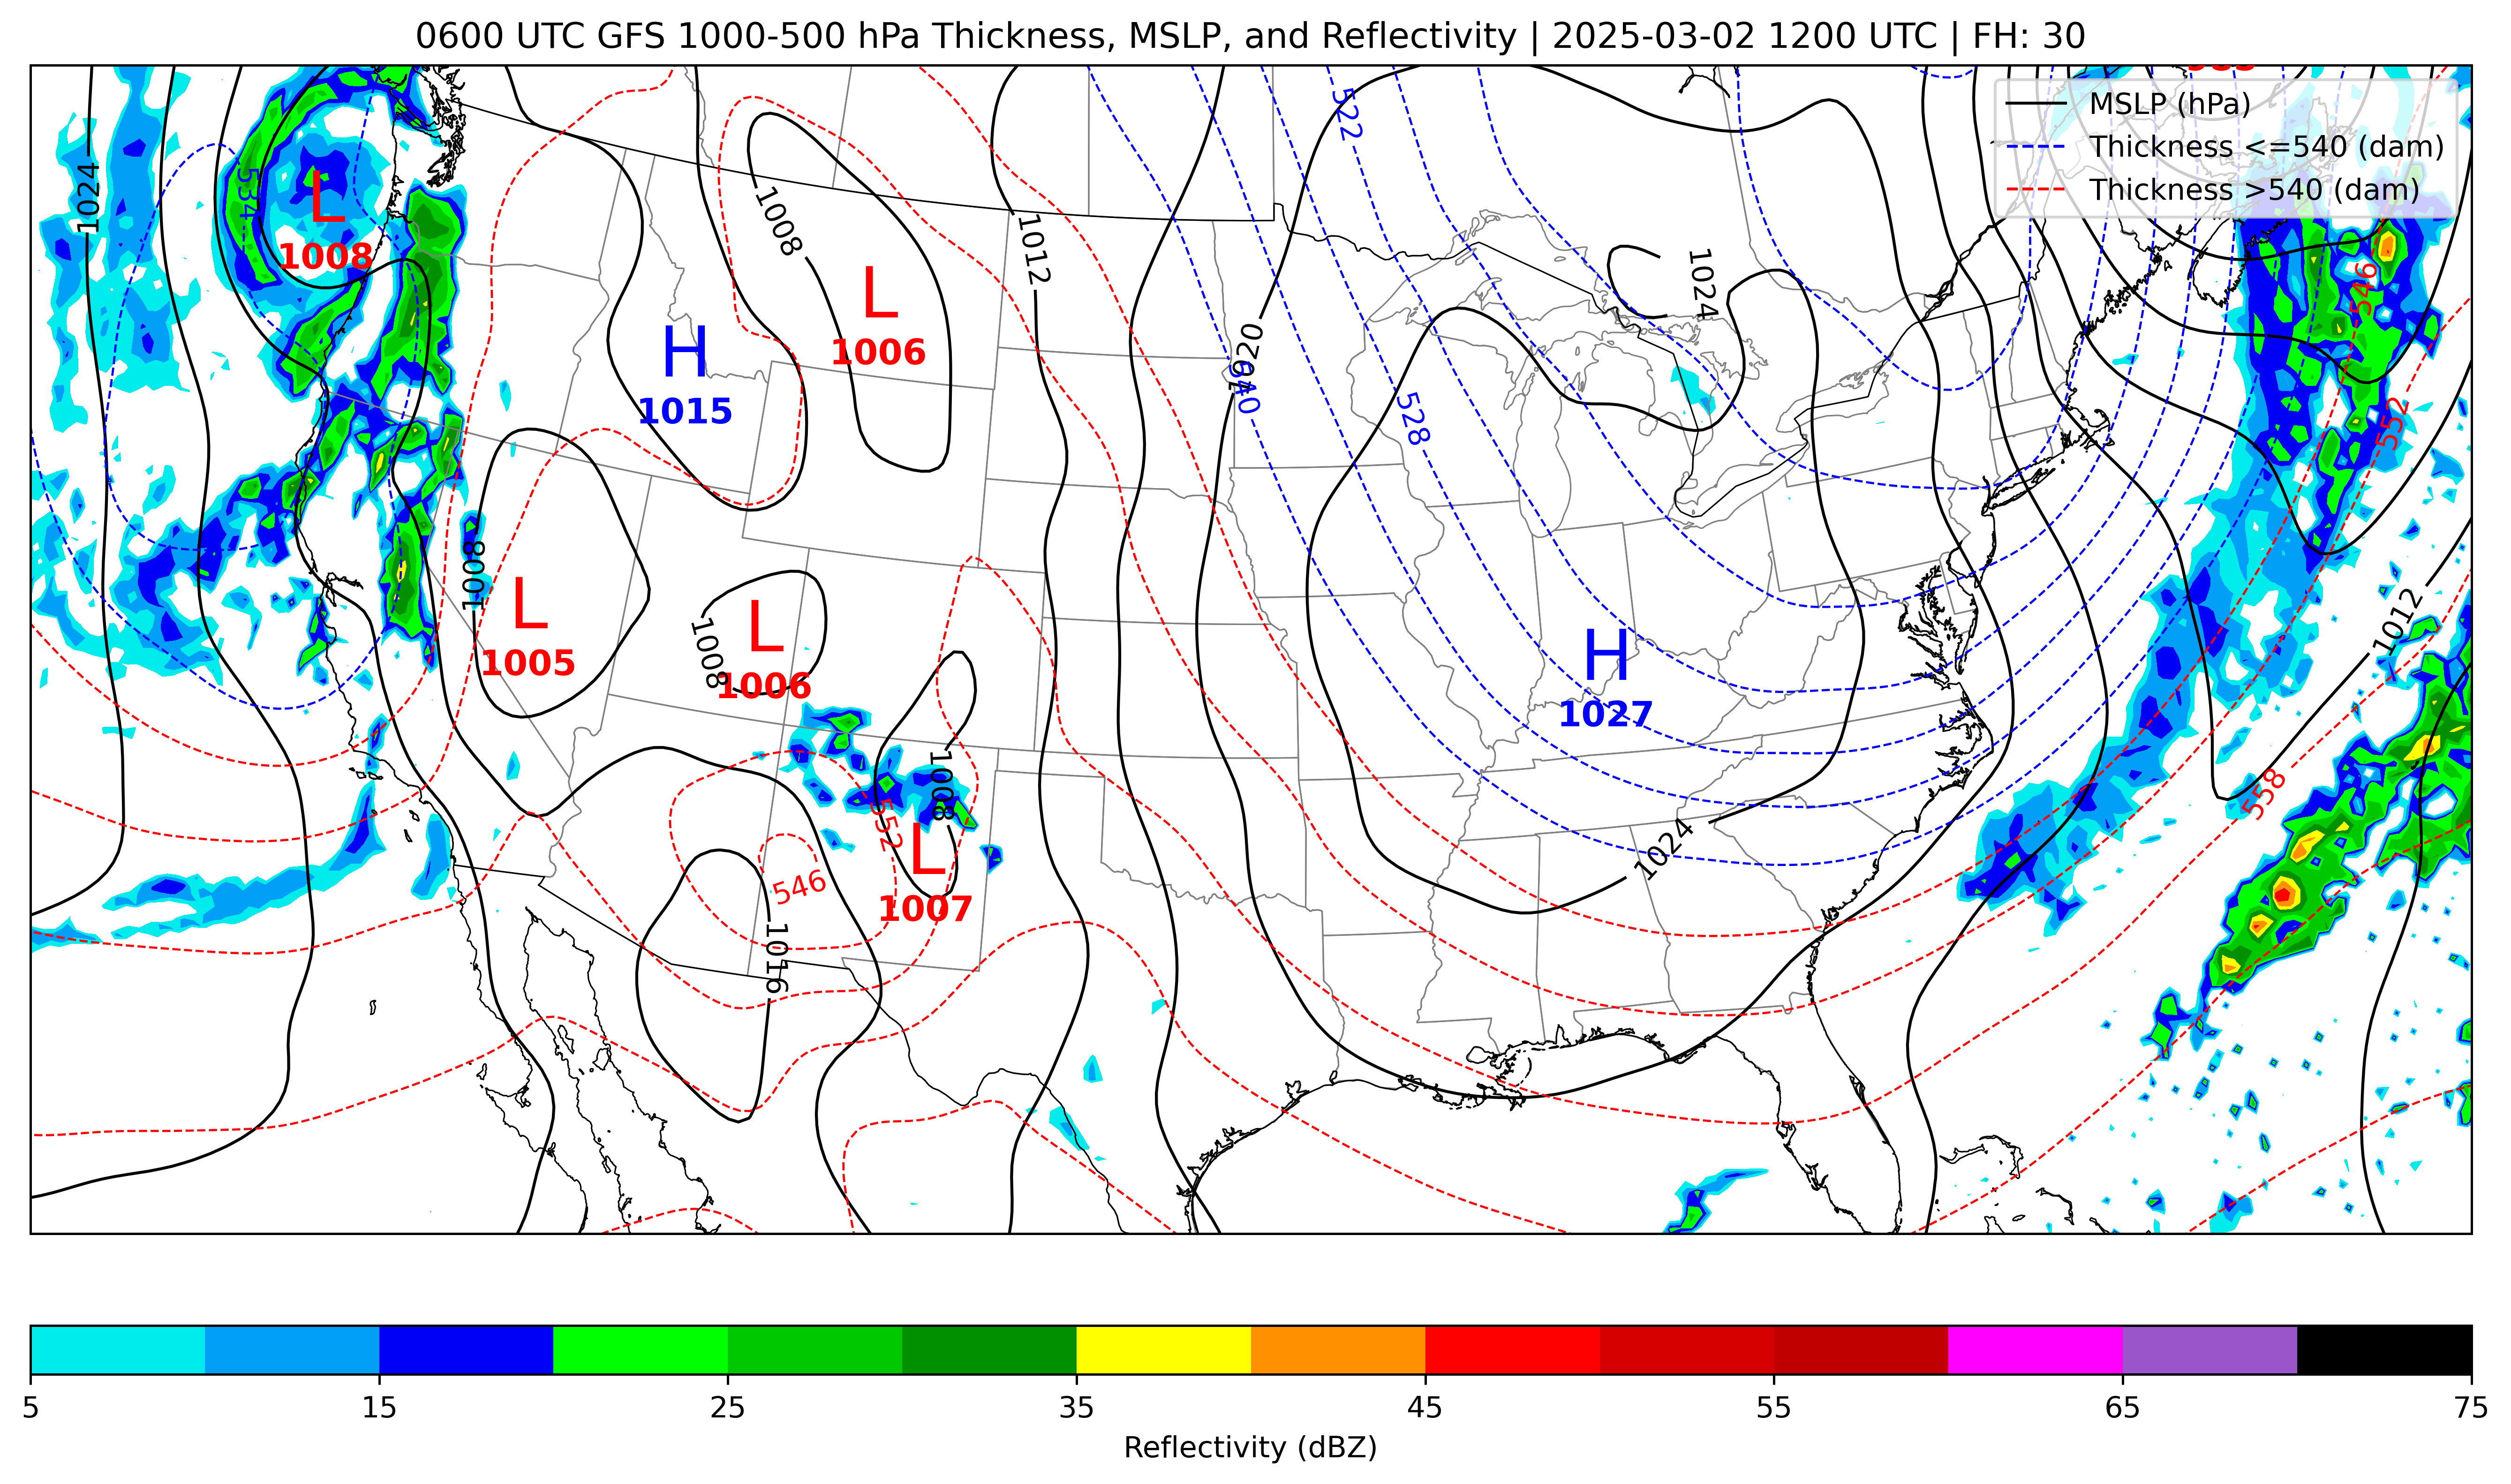 0600 UTC GFS 1000-500 hPa Thickness, MSLP, and Reflectivity | 2025-03-02 1200 UTC | FH: 30
MSLP (hPa)
Thickness <=540 (dam)
Thickness >540 (dam)
522
1024
534
L
1008
1008
1012
L
1006
1024
546
H
1015
1020
540
528
552
1008
L
1005
L
1006
1008
H
1027
1012
1008
552
L
1007
546
1016
1024
558
5
15
25
35
45
55
65
75
Reflectivity (dBZ)